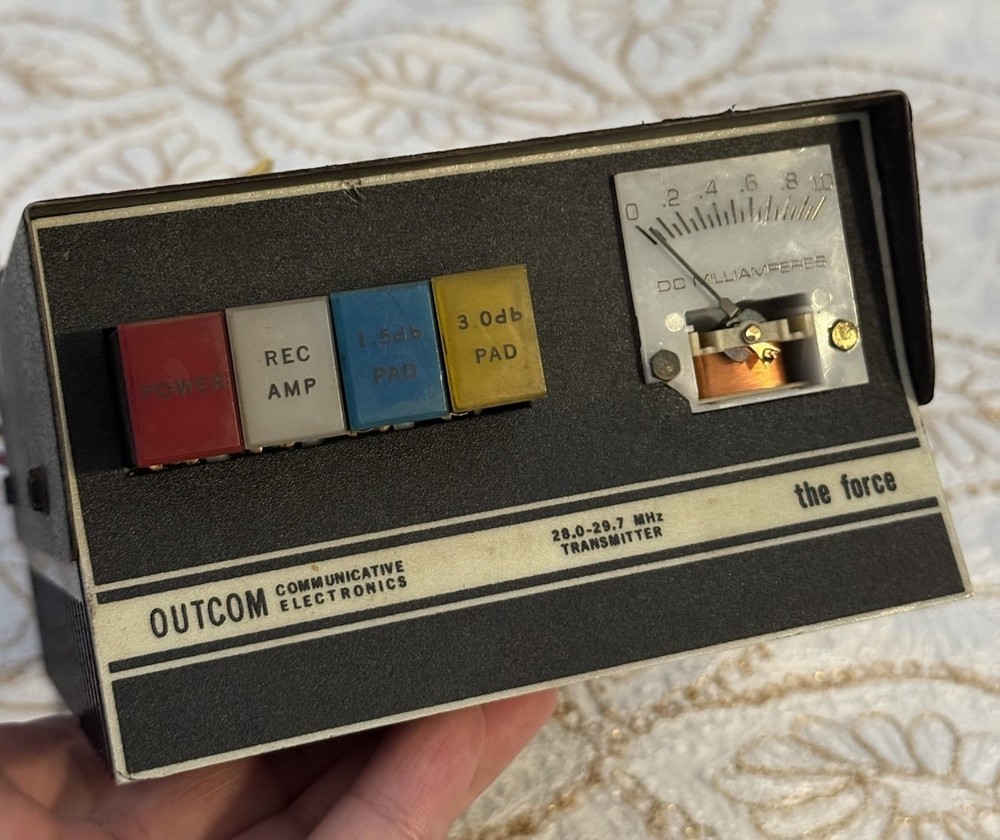 0 .2 .4 .6 .8 1.0
DC MILLIAMPERES
POWER
REC
AMP
1.5db
PAD
3 0db
PAD
the force
28.0-29.7 MHz
TRANSMITTER
OUTCOM COMMUNICATIVE
ELECTRONICS